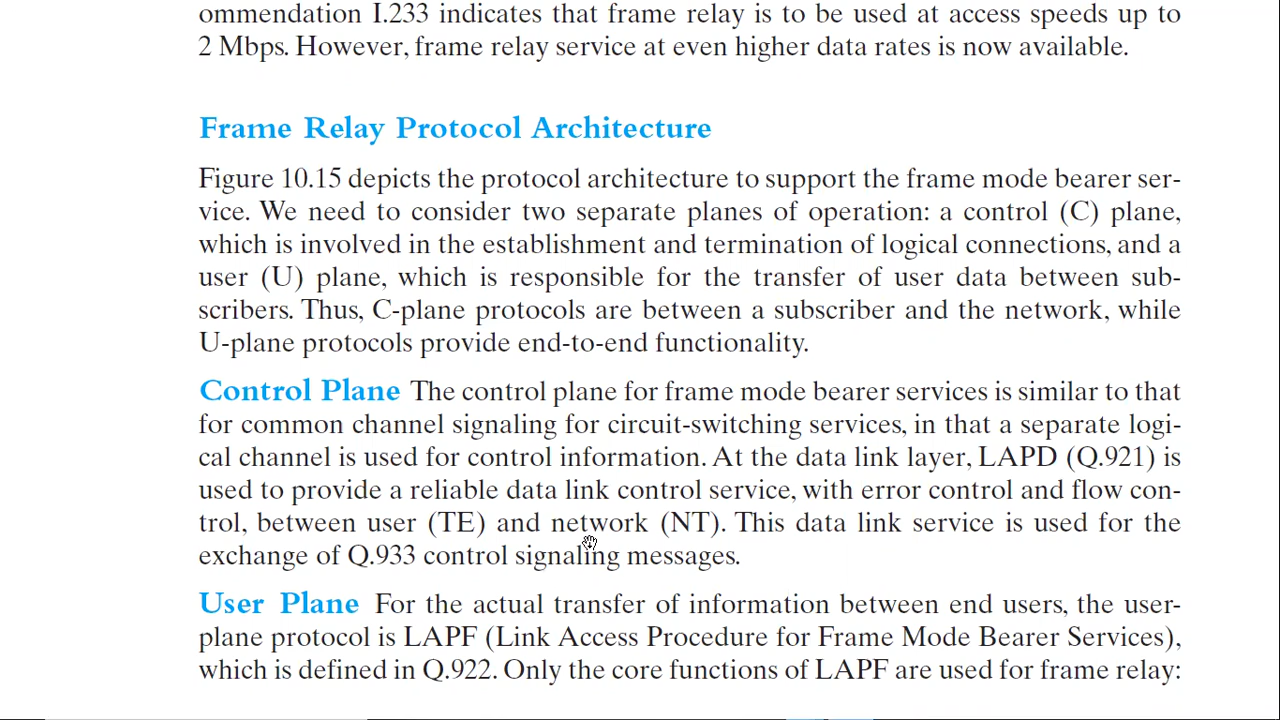 ommendation I.233 indicates that frame relay is to be used at access speeds up to
2 Mbps. However, frame relay service at even higher data rates is now available.
Frame Relay Protocol Architecture
Figure 10.15 depicts the protocol architecture to support the frame mode bearer ser-
vice. We need to consider two separate planes of operation: a control (C) plane,
which is involved in the establishment and termination of logical connections, and a
user (U) plane, which is responsible for the transfer of user data between sub-
scribers. Thus, C-plane protocols are between a subscriber and the network, while
U-plane protocols provide end-to-end functionality.
Control Plane The control plane for frame mode bearer services is similar to that
for common channel signaling for circuit-switching services, in that a separate logi-
cal channel is used for control information. At the data link layer, LAPD (Q.921) is
used to provide a reliable data link control service, with error control and flow con-
trol, between user (TE) and network (NT). This data link service is used for the
exchange of Q.933 control signaling messages.
User Plane For the actual transfer of information between end users, the user-
plane protocol is LAPF (Link Access Procedure for Frame Mode Bearer Services),
which is defined in Q.922. Only the core functions of LAPF are used for frame relay: